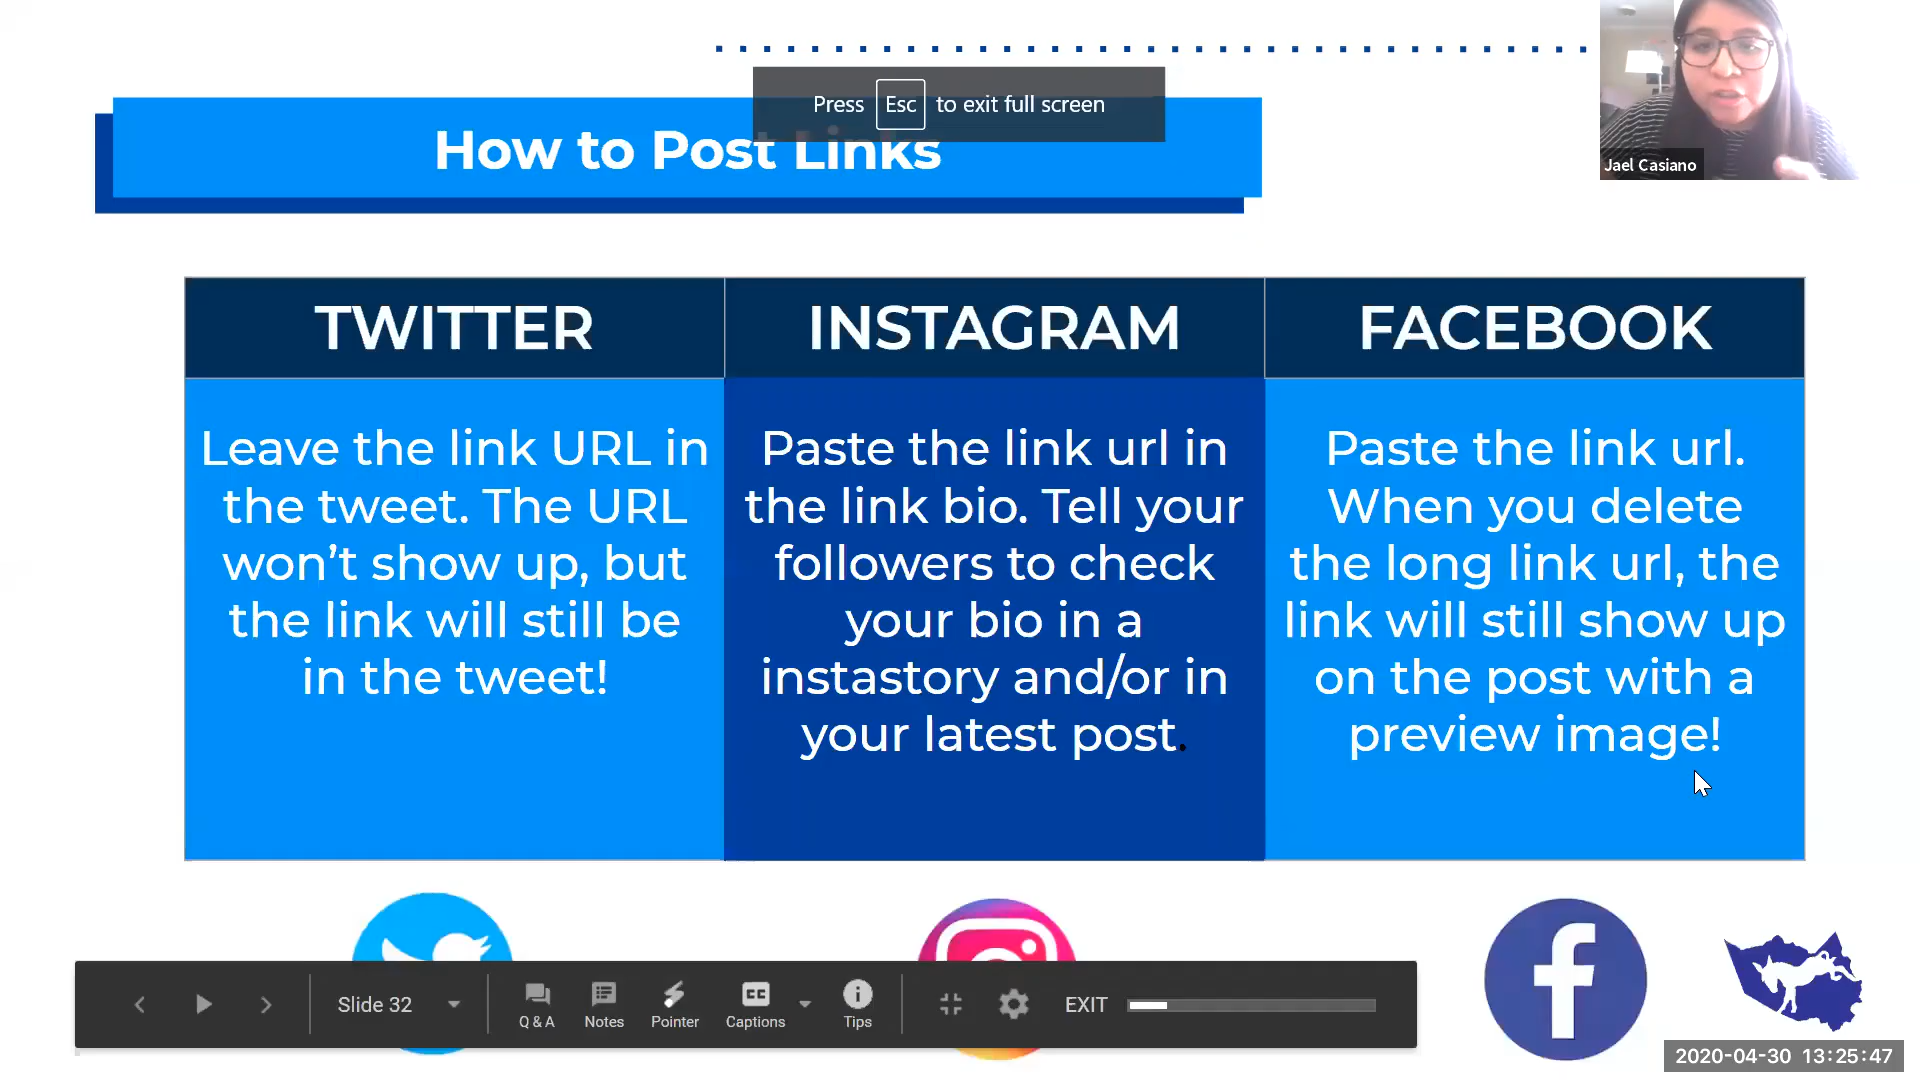 Press Esc to exit full screen
How to Post Links
Jael Casiano
TWITTER
INSTAGRAM
FACEBOOK
Leave the link URL in
the tweet. The URL
won’t show up, but
the link will still be
in the tweet!
Paste the link url in
the link bio. Tell your
followers to check
your bio in a
instastory and/or in
your latest post.
Paste the link url.
When you delete
the long link url, the
link will still show up
on the post with a
preview image!
Slide 32
Q & A
Notes
Pointer
CC
Captions
Tips
EXIT
f
2020-04-30 13:25:47